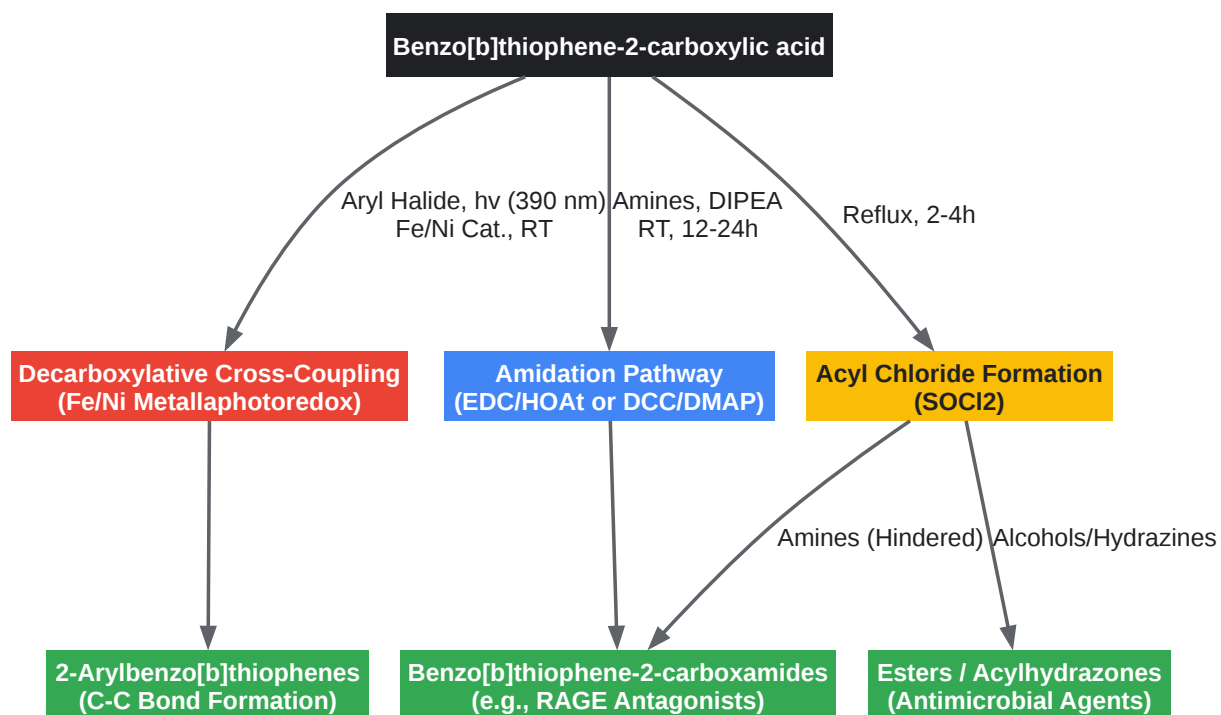 Benzo[b]thiophene-2-carboxylic acid
Aryl Halide, hv (390 nm)
Fe/Ni Cat., RT
Amines, DIPEA
RT, 12-24h
Reflux, 2-4h
Decarboxylative Cross-Coupling
(Fe/Ni Metallaphotoredox)
Amidation Pathway
(EDC/HOAt or DCC/DMAP)
Acyl Chloride Formation
(SOCl2)
Amines (Hindered)
Alcohols/Hydrazines
2-Arylbenzo[b]thiophenes
(C-C Bond Formation)
Benzo[b]thiophene-2-carboxamides
(e.g., RAGE Antagonists)
Esters / Acylhydrazones
(Antimicrobial Agents)